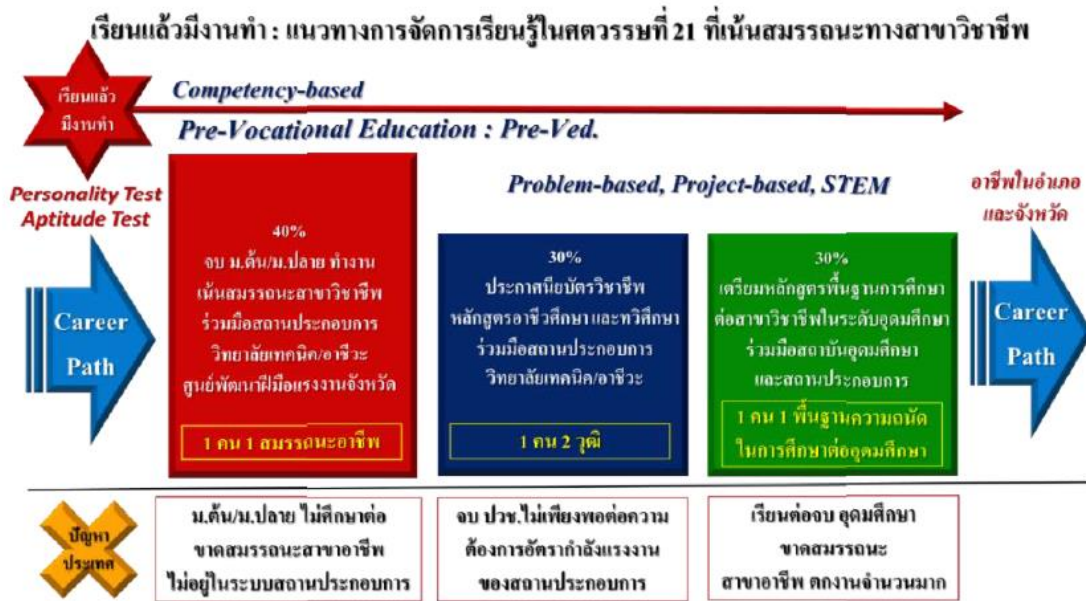 เรียนแล้วมีงานทำ : แนวทางการจัดการเรียนรู้ในศตวรรษที่ 21 ที่เน้นสมรรถนะทางสาขาวิชาชีพ
เรียนแล้ว
มีงานทำ
Competency-based
Pre-Vocational Education : Pre-Ved.
Personality Test
Aptitude Test
Problem-based, Project-based, STEM
อาชีพในอำเภอ
และจังหวัด
Career
Path
40%
จบ ม.ต้น/ม.ปลาย ทำงาน
เน้นสมรรถนะสาขาวิชาชีพ
ร่วมมือสถานประกอบการ
วิทยาลัยเทคนิค/อาชีวะ
ศูนย์พัฒนาฝีมือแรงงานจังหวัด
1 คน 1 สมรรถนะอาชีพ
30%
ประกาศนียบัตรวิชาชีพ
หลักสูตรอาชีวศึกษา และทวิศึกษา
ร่วมมือสถานประกอบการ
วิทยาลัยเทคนิค/อาชีวะ
1 คน 2 วุฒิ
30%
เตรียมหลักสูตรพื้นฐานการศึกษา
ต่อสาขาวิชาชีพในระดับอุดมศึกษา
ร่วมมือสถาบันอุดมศึกษา
และสถานประกอบการ
1 คน 1 พื้นฐานความถนัด
ในการศึกษาต่ออุดมศึกษา
Career
Path
ปัญหา
ประเทศ
ม.ต้น/ม.ปลาย ไม่ศึกษาต่อ
ขาดสมรรถนะสาขาอาชีพ
ไม่อยู่ในระบบสถานประกอบการ
จบ ปวช.ไม่เพียงพอต่อความ
ต้องการอัตรากำลังแรงงาน
ของสถานประกอบการ
เรียนต่อจบ อุดมศึกษา
ขาดสมรรถนะ
สาขาอาชีพ ตกงานจำนวนมาก